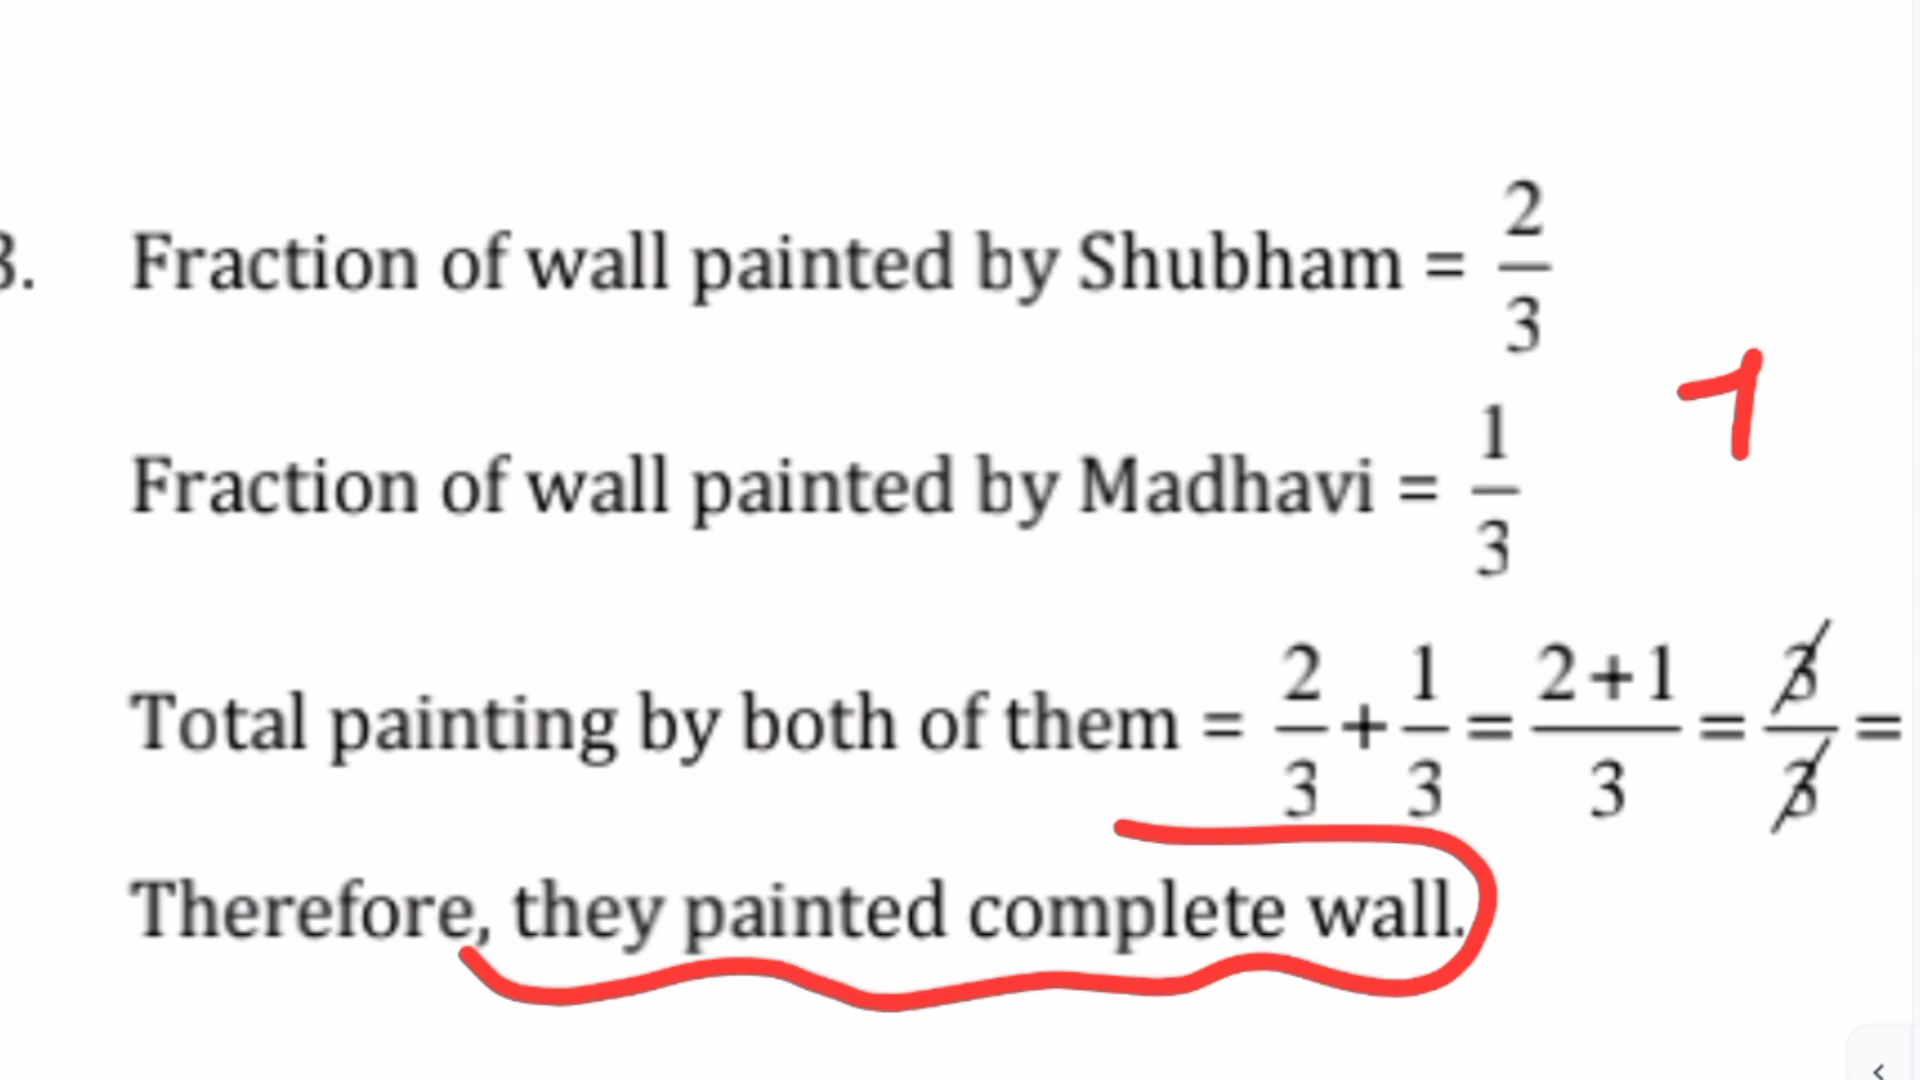 3. Fraction of wall painted by Shubham = 2/3
1
Fraction of wall painted by Madhavi = 1/3
Total painting by both of them = 2/3 + 1/3 = 2+1/3 = 3/3 =
Therefore, they painted complete wall.